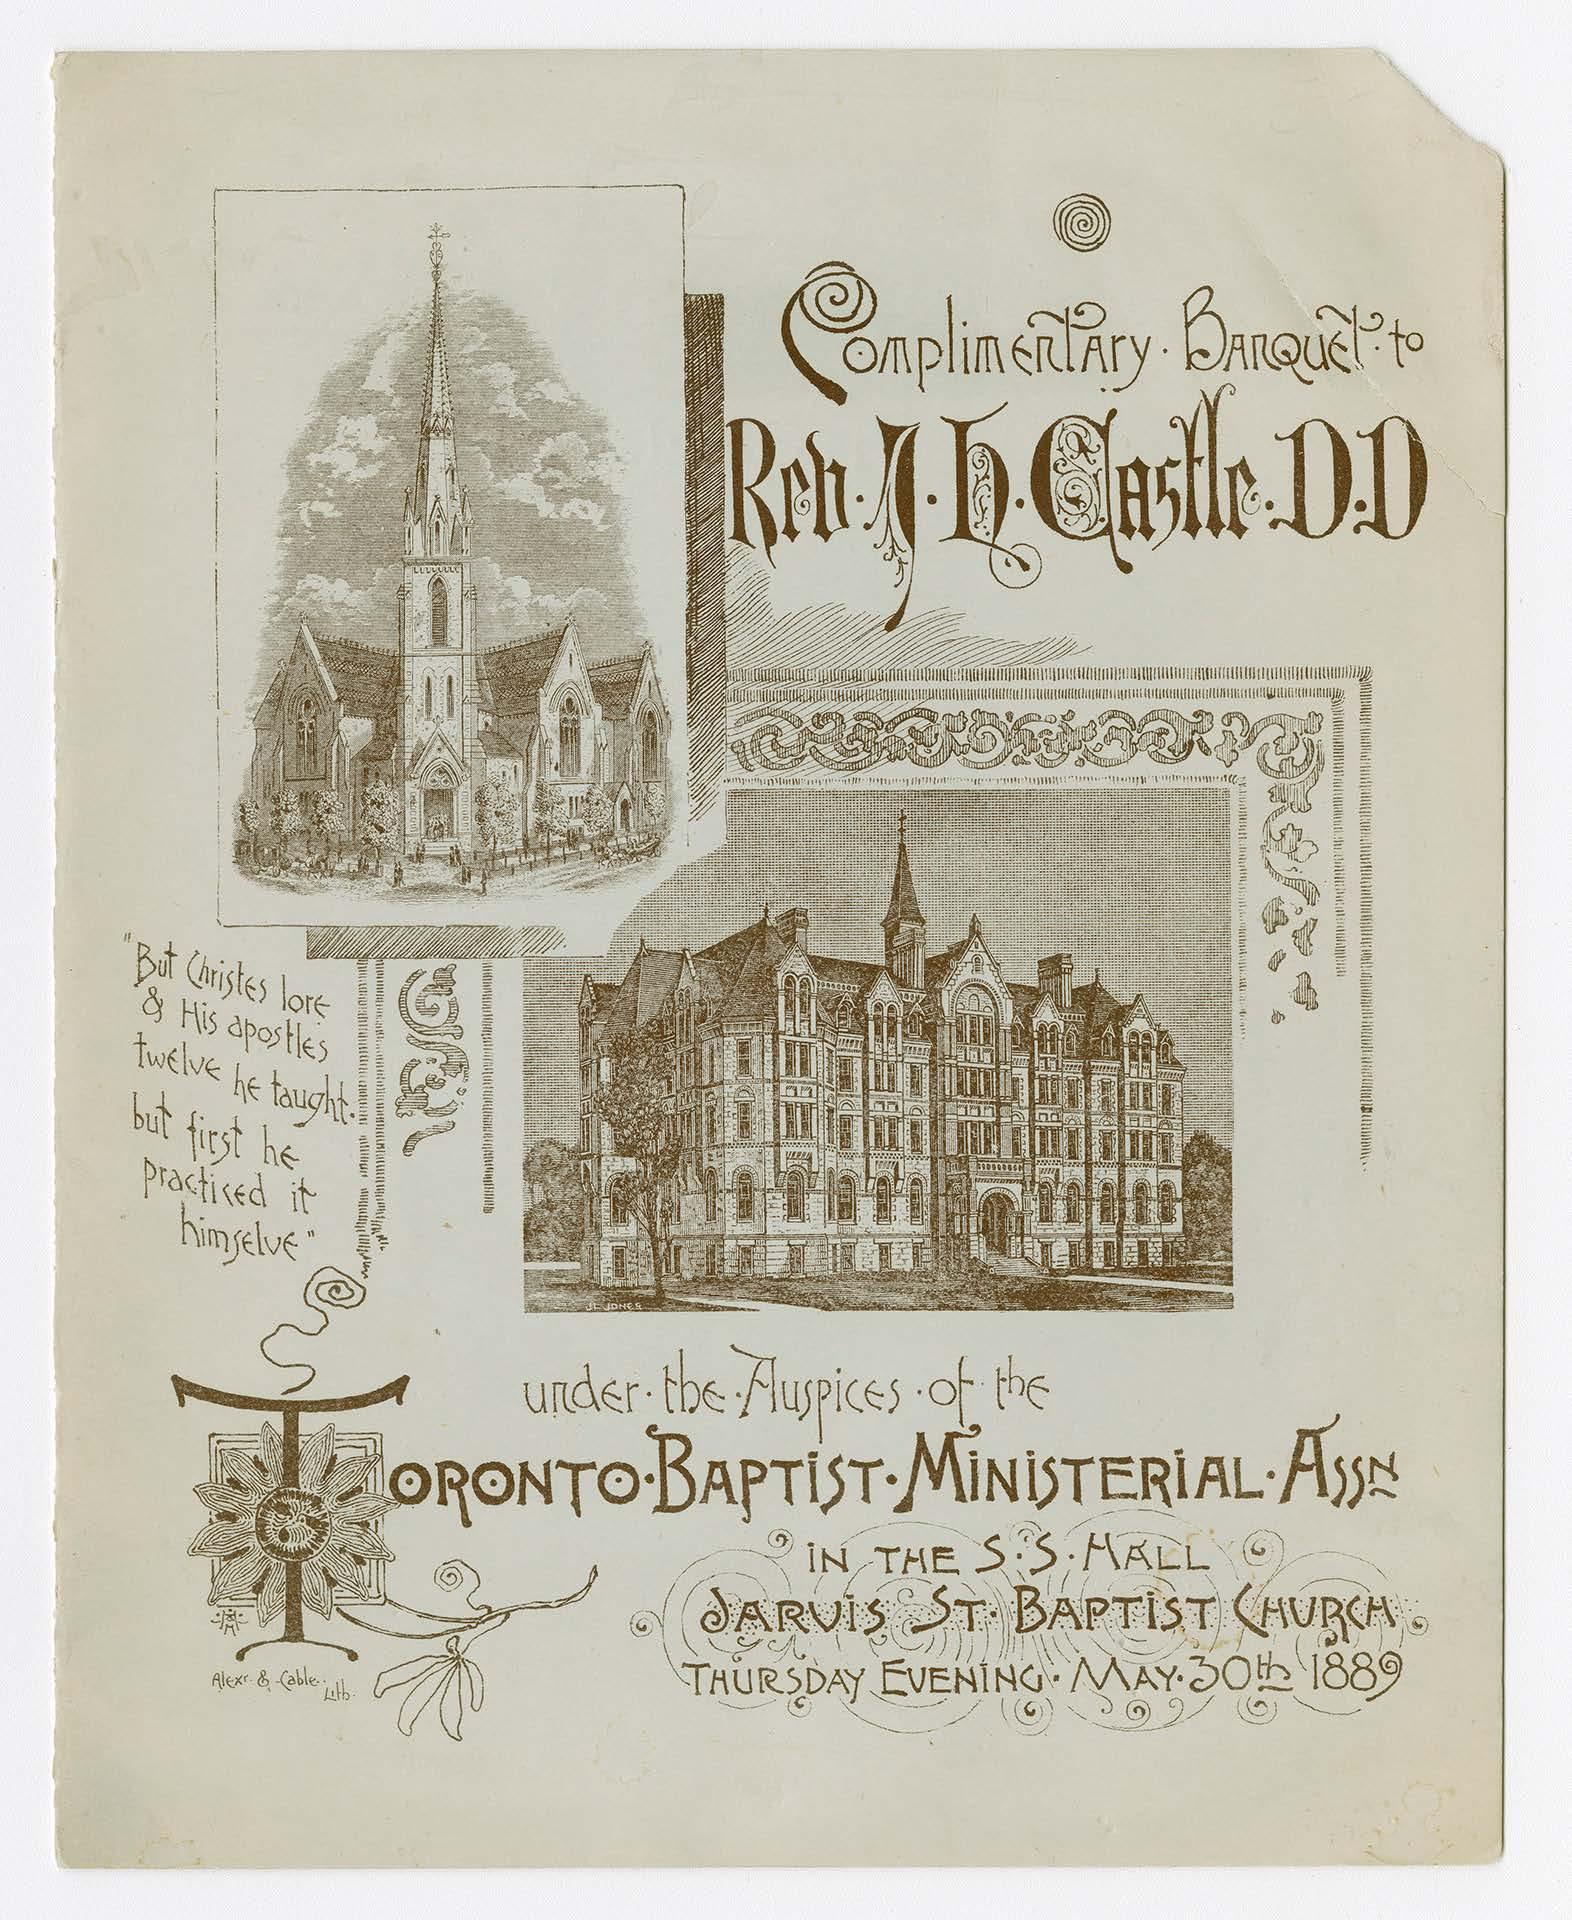 Complimentary · Banquet · to
Rev · J · H · Castle · D · D
"But Christes lore
& His apostles
twelve he taught.
but first he
practiced it
himselve"
J.L. JONES
under · the · Auspices · of · the
TORONTO · BAPTIST · MINISTERIAL · ASSN
IN THE S · S · HALL
JARVIS ST. BAPTIST CHURCH
THURSDAY EVENING · MAY · 30th 1889
Alexr. & Cable. Lith.